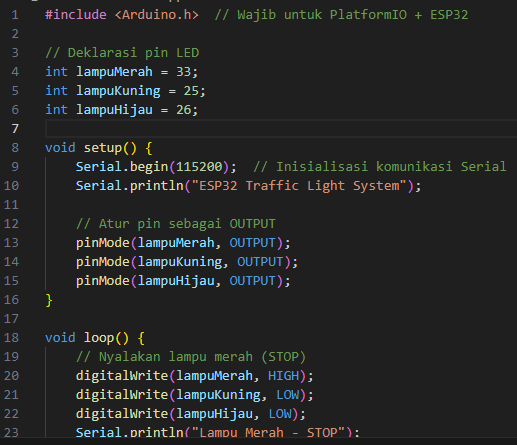 1 #include <Arduino.h>  // Wajib untuk PlatformIO + ESP32
2
3 // Deklarasi pin LED
4 int lampuMerah = 33;
5 int lampuKuning = 25;
6 int lampuHijau = 26;
7
8 void setup() {
9     Serial.begin(115200);  // Inisialisasi komunikasi Serial
10     Serial.println("ESP32 Traffic Light System");
11
12     // Atur pin sebagai OUTPUT
13     pinMode(lampuMerah, OUTPUT);
14     pinMode(lampuKuning, OUTPUT);
15     pinMode(lampuHijau, OUTPUT);
16 }
17
18 void loop() {
19     // Nyalakan lampu merah (STOP)
20     digitalWrite(lampuMerah, HIGH);
21     digitalWrite(lampuKuning, LOW);
22     digitalWrite(lampuHijau, LOW);
23     Serial.println("Lampu Merah - STOP");